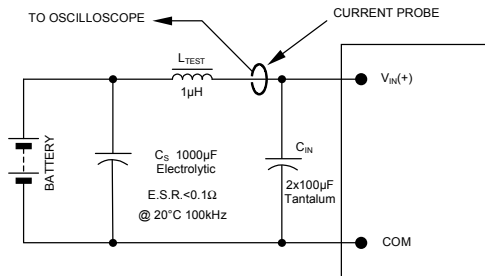 TO OSCILLOSCOPE
CURRENT PROBE
LTEST
1µH
VIN(+)
BATTERY
CS 1000µF
Electrolytic
E.S.R.<0.1Ω
@ 20°C 100kHz
CIN
2x100µF
Tantalum
COM